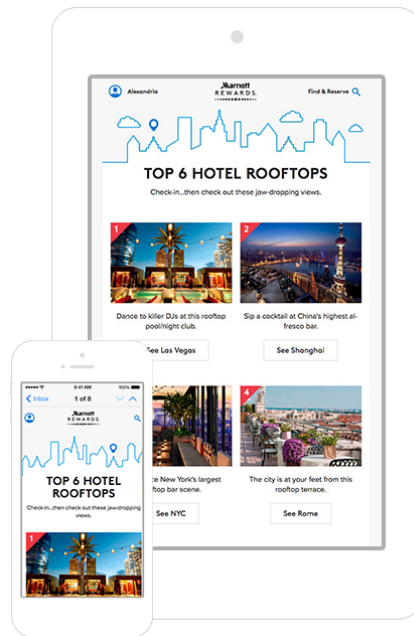 Alexandria
Marriott
REWARDS.
Find & Reserve
TOP 6 HOTEL ROOFTOPS
Check-in...then check out these jaw-dropping views.
1
2
Dance to killer DJs at this rooftop
pool/night club.
Sip a cocktail at China's highest al-
fresco bar.
See Las Vegas
See Shanghai
4
ce New York's largest
ftop bar scene.
The city is at your feet from this
rooftop terrace.
See NYC
See Rome
9:41 AM
100%
Inbox
1 of 8
Marriott
REWARDS.
TOP 6 HOTEL
ROOFTOPS
Check-in...then check out these jaw-dropping
views.
1